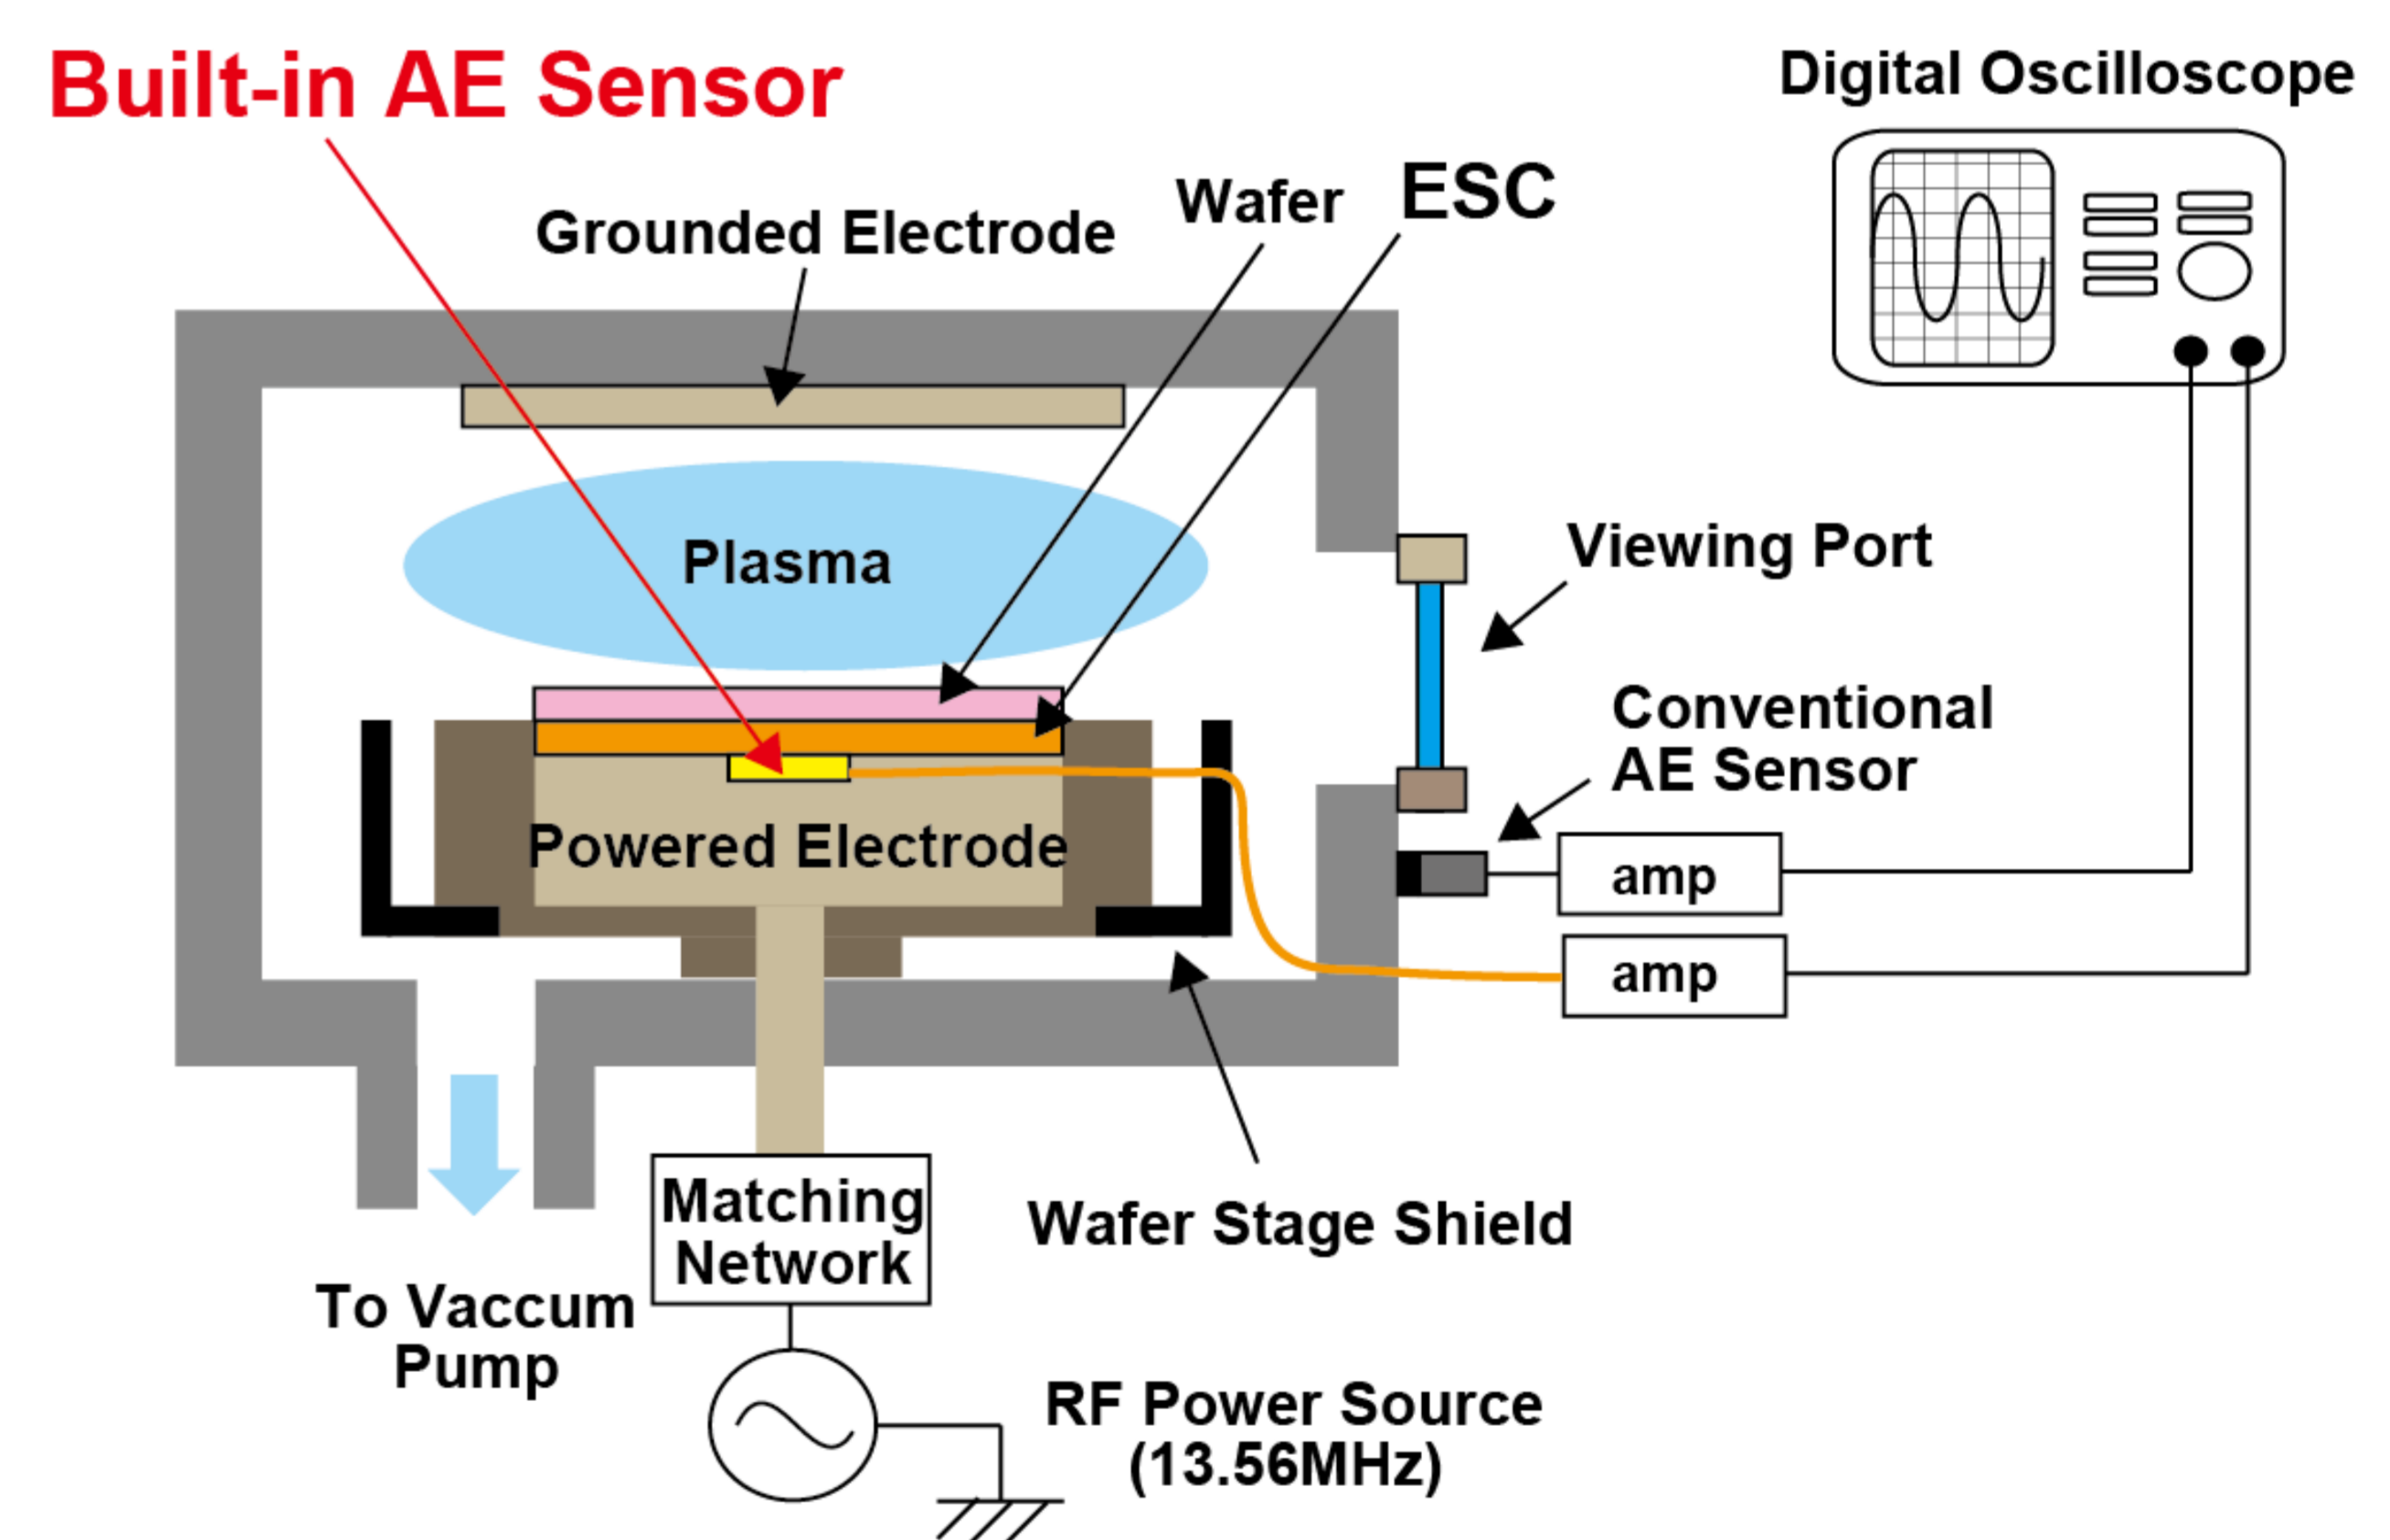 Built-in AE Sensor
Digital Oscilloscope
Wafer
ESC
Grounded Electrode
Plasma
Viewing Port
Conventional
AE Sensor
Powered Electrode
amp
amp
Matching
Network
Wafer Stage Shield
To Vaccum
Pump
RF Power Source
(13.56MHz)